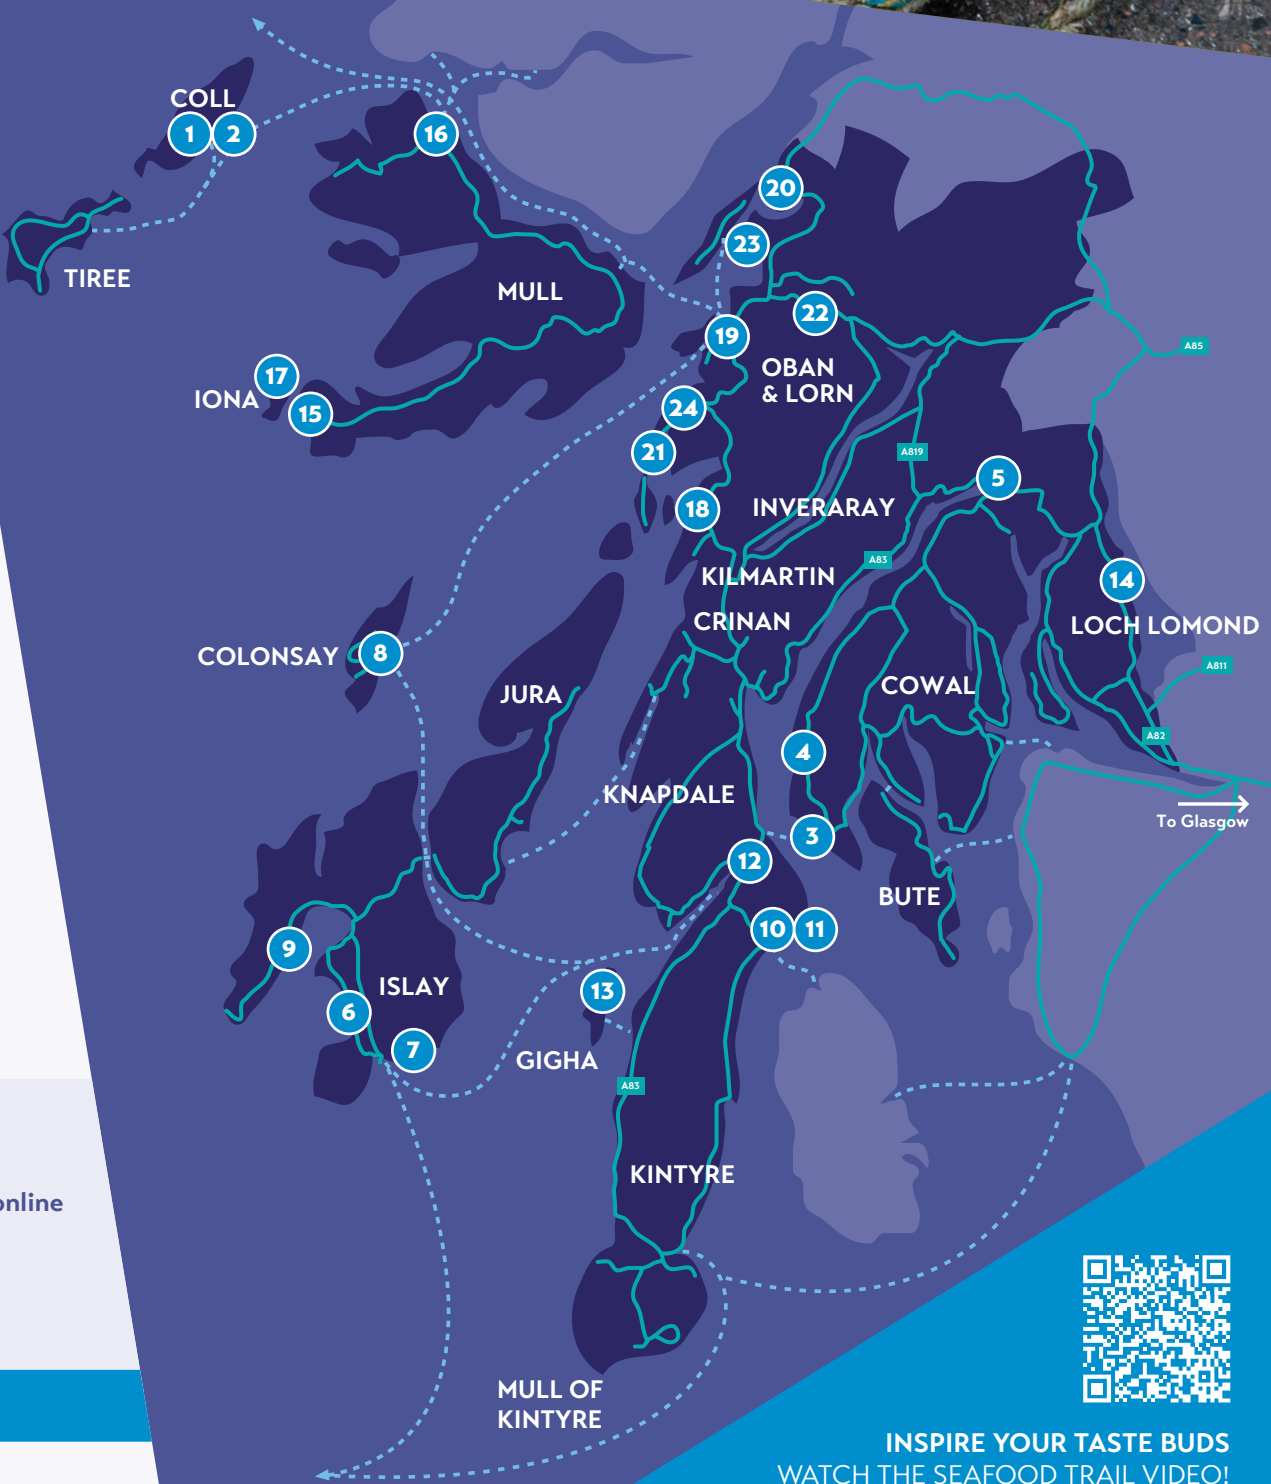 COLL
1 2
16
20
TIREE
23
MULL
22
19
A85
OBAN
& LORN
17
IONA
15
24
21
A819
5
18
INVERARAY
A83
KILMARTIN
14
CRINAN
LOCH LOMOND
COLONSAY
8
A811
JURA
COWAL
A82
4
KNAPDALE
To Glasgow
3
12
BUTE
10 11
9
ISLAY
13
6
7
GIGHA
A83
KINTYRE
online
MULL OF
KINTYRE
INSPIRE YOUR TASTE BUDS
WATCH THE SEAFOOD TRAIL VIDEO!